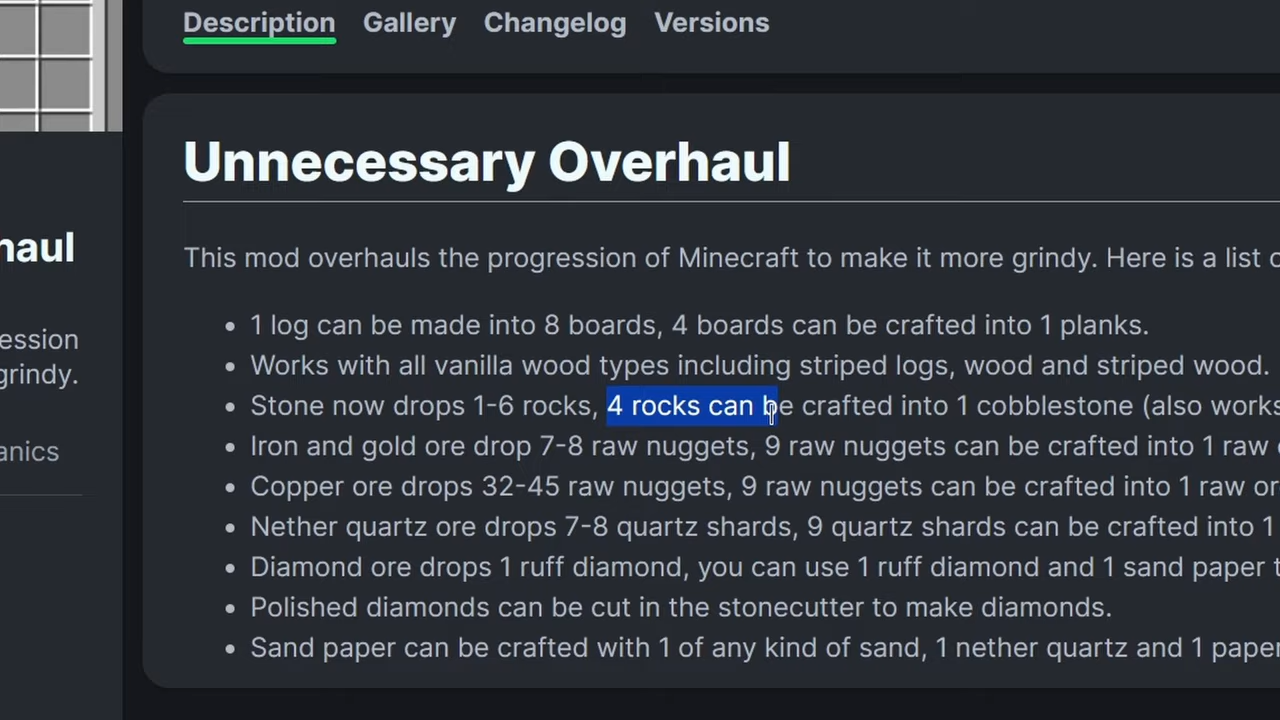 Description Gallery Changelog Versions
Unnecessary Overhaul
haul
This mod overhauls the progression of Minecraft to make it more grindy. Here is a list
1 log can be made into 8 boards, 4 boards can be crafted into 1 planks.
ession
Works with all vanilla wood types including striped logs, wood and striped wood.
grindy.
Stone now drops 1-6 rocks, 4 rocks can be crafted into 1 cobblestone (also works
anics
Iron and gold ore drop 7-8 raw nuggets, 9 raw nuggets can be crafted into 1 raw
Copper ore drops 32-45 raw nuggets, 9 raw nuggets can be crafted into 1 raw or
Nether quartz ore drops 7-8 quartz shards, 9 quartz shards can be crafted into 1
Diamond ore drops 1 ruff diamond, you can use 1 ruff diamond and 1 sand paper t
Polished diamonds can be cut in the stonecutter to make diamonds.
Sand paper can be crafted with 1 of any kind of sand, 1 nether quartz and 1 paper